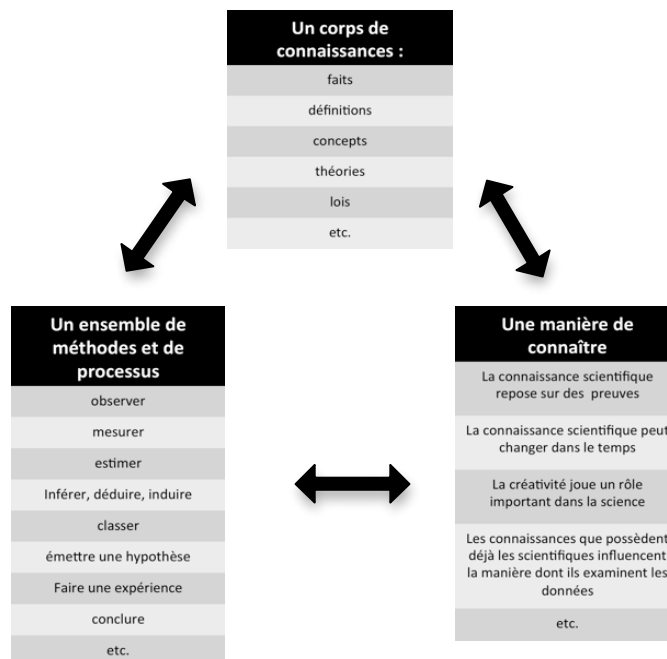 Un corps de
connaissances :
faits
définitions
concepts
théories
lois
etc.
Un ensemble de
méthodes et de
processus
observer
mesurer
estimer
Inférer, déduire, induire
classer
émettre une hypothèse
Faire une expérience
conclure
etc.
Une manière de
connaître
La connaissance scientifique
repose sur des preuves
La connaissance scientifique peut
changer dans le temps
La créativité joue un rôle
important dans la science
Les connaissances que possèdent
déjà les scientifiques influencent
la manière dont ils examinent les
données
etc.